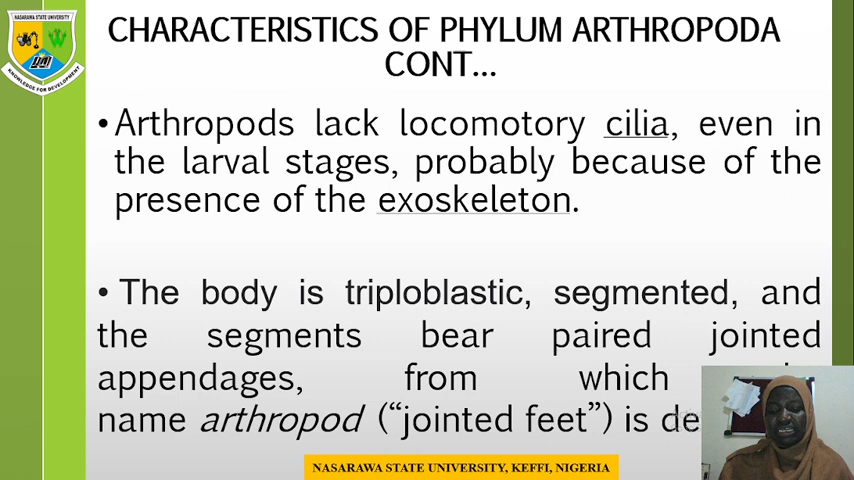 NASARAWA STATE UNIVERSITY
KNOWLEDGE FOR DEVELOPMENT
CHARACTERISTICS OF PHYLUM ARTHROPODA
CONT...
• Arthropods lack locomotory cilia, even in
the larval stages, probably because of the
presence of the exoskeleton.
• The body is triploblastic, segmented, and
the segments bear paired jointed
appendages, from which
name arthropod (“jointed feet”) is de
NASARAWA STATE UNIVERSITY, KEFFI, NIGERIA